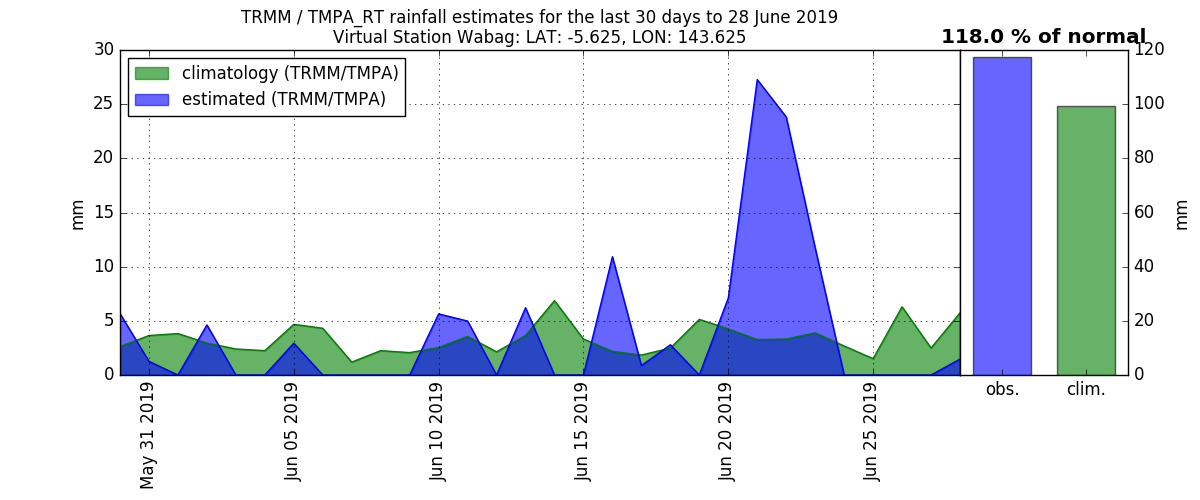 TRMM / TMPA_RT rainfall estimates for the last 30 days to 28 June 2019
Virtual Station Wabag: LAT: -5.625, LON: 143.625
118.0 % of normal
climatology (TRMM/TMPA)
estimated (TRMM/TMPA)
30
25
20
15
10
5
0
mm
May 31 2019
Jun 05 2019
Jun 10 2019
Jun 15 2019
Jun 20 2019
Jun 25 2019
obs.
clim.
120
100
80
60
40
20
0
mm